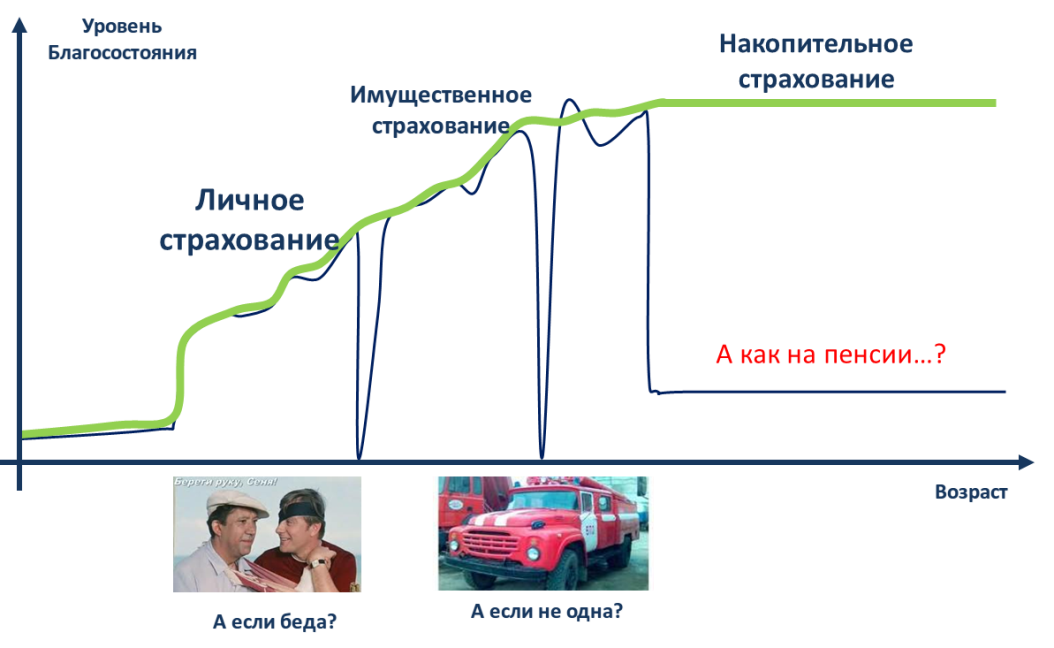 Уровень
Благосостояния
Накопительное
страхование
Имущественное
страхование
Личное
страхование
А как на пенсии...?
Возраст
Береги руку, Сеня!
А если беда?
А если не одна?